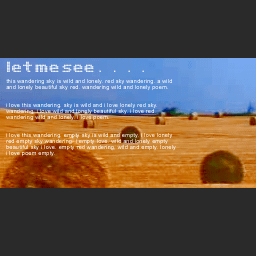 letmesee....
this wandering sky is wild and lonely. red sky wandering. a wild
and lonely beautiful sky red. wandering wild and lonely poem.
i love this wandering. sky is wild and i love lonely red sky.
wandering. i love wild and lonely beautiful sky. i love red.
wandering wild and lonely. i love poem.
i love this wandering. empty sky is wild and empty. i love lonely
red sky empty wandering. i empty love. wild and lonely empty
beautiful sky i love. empty red wandering. wild and empty. lonely
i love poem empty.